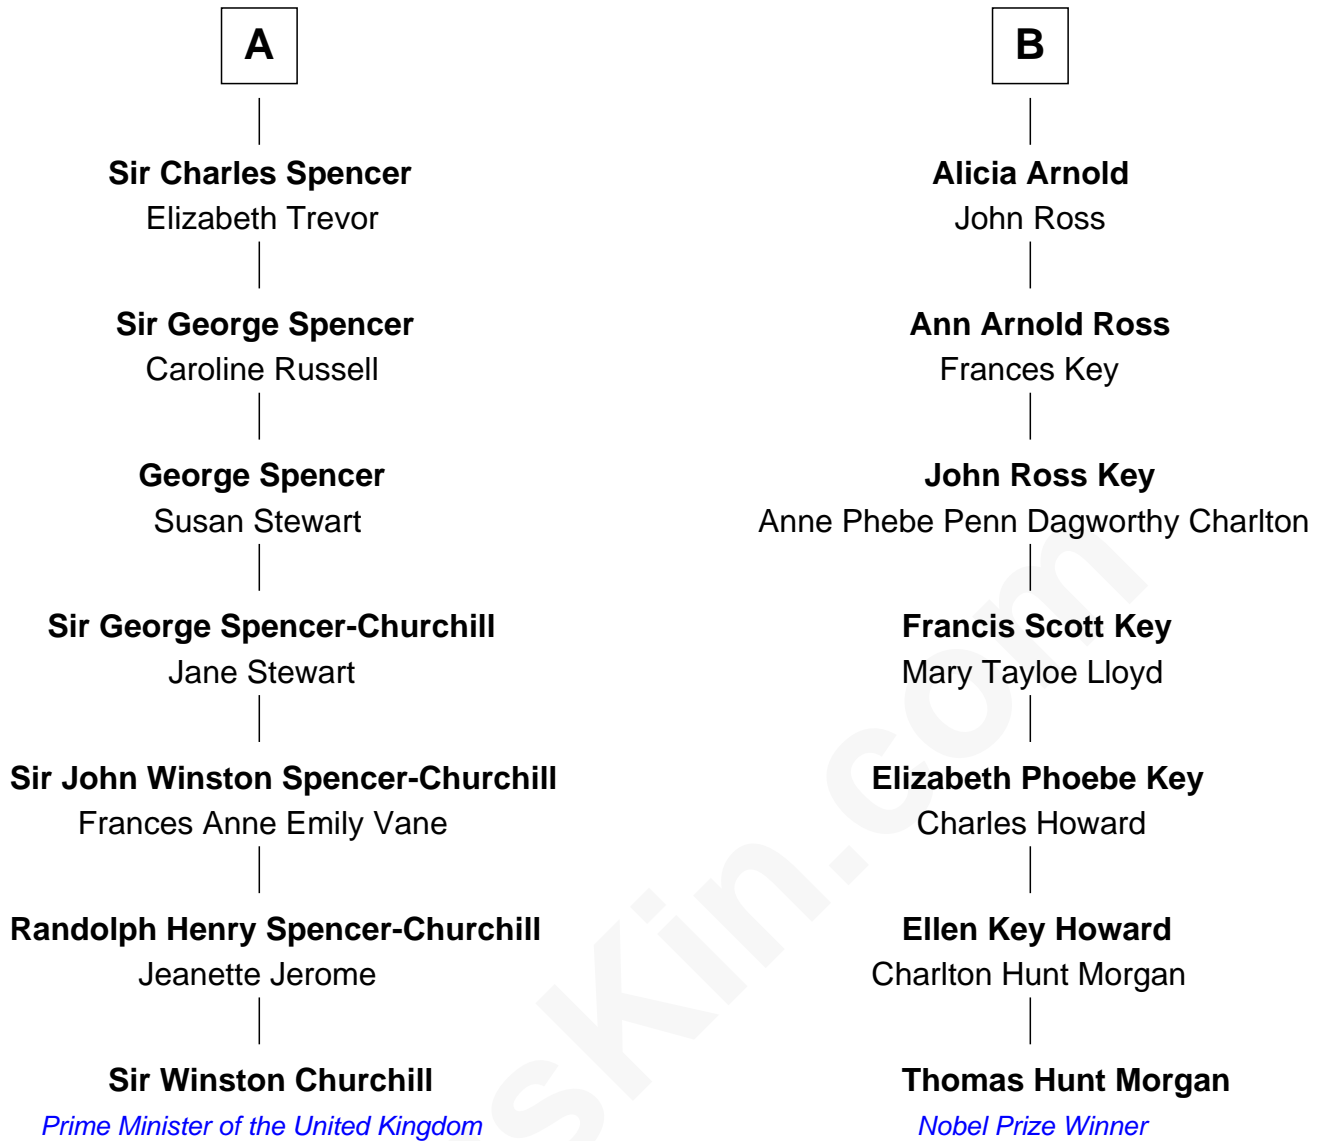 A
Sir Charles Spencer
Elizabeth Trevor
Sir George Spencer
Caroline Russell
George Spencer
Susan Stewart
Sir George Spencer-Churchill
Jane Stewart
Sir John Winston Spencer-Churchill
Frances Anne Emily Vane
Randolph Henry Spencer-Churchill
Jeanette Jerome
Sir Winston Churchill
Prime Minister of the United Kingdom
B
Alicia Arnold
John Ross
Ann Arnold Ross
Frances Key
John Ross Key
Anne Phebe Penn Dagworthy Charlton
Francis Scott Key
Mary Tayloe Lloyd
Elizabeth Phoebe Key
Charles Howard
Ellen Key Howard
Charlton Hunt Morgan
Thomas Hunt Morgan
Nobel Prize Winner
sKin.com